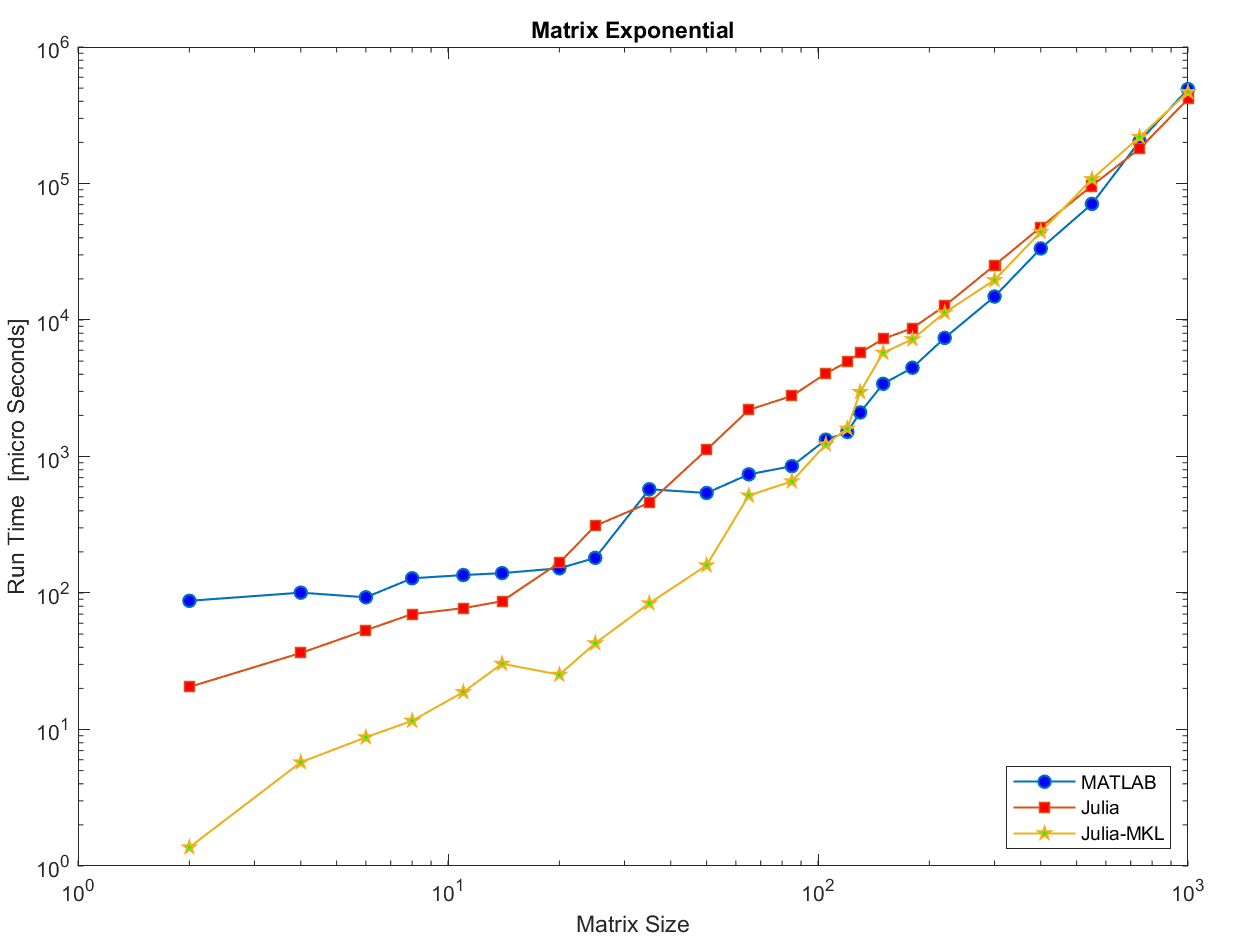 Matrix Exponential
10^6
10^5
10^4
10^3
10^2
10^1
10^0
Run Time [micro Seconds]
MATLAB
Julia
Julia-MKL
10^0 10^1 10^2 10^3
Matrix Size